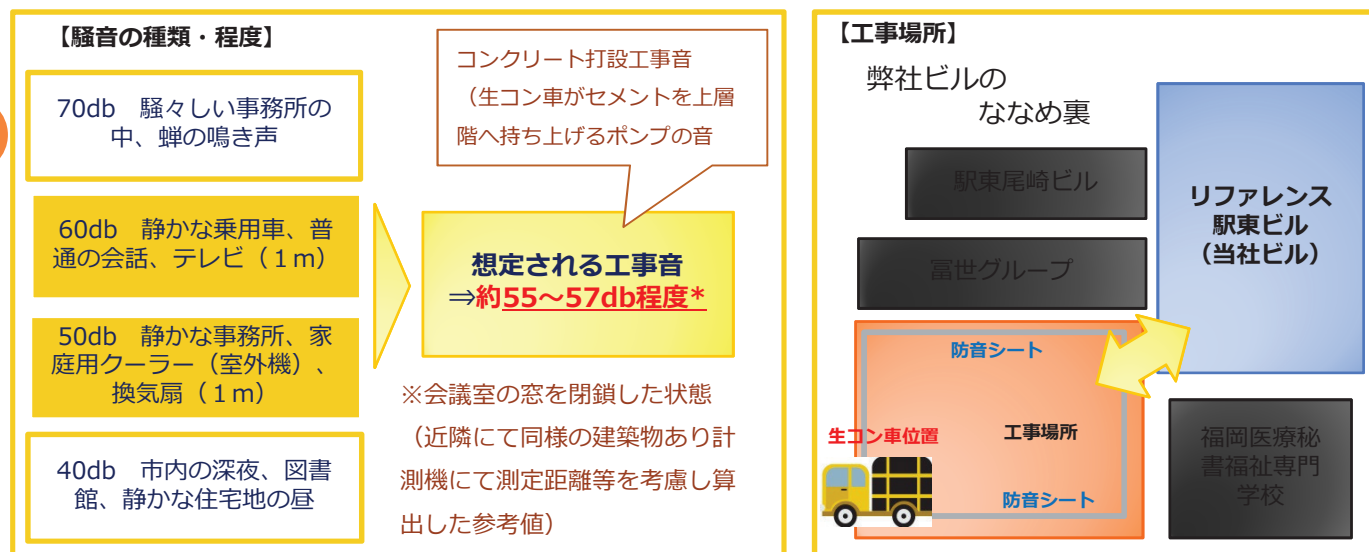 【騒音の種類・程度】
70db　騒々しい事務所の
中、蝉の鳴き声
60db　静かな乗用車、普
通の会話、テレビ（１ｍ）
50db　静かな事務所、家
庭用クーラー（室外機）、
換気扇（１ｍ）
40db　市内の深夜、図書
館、静かな住宅地の昼
コンクリート打設工事音
（生コン車がセメントを上層
階へ持ち上げるポンプの音
想定される工事音
⇒約55～57db程度*
※会議室の窓を閉鎖した状態
（近隣にて同様の建築物あり計
測機にて測定距離等を考慮し算
出した参考値）
【工事場所】
弊社ビルの
ななめ裏
駅東尾崎ビル
冨世グループ
リファレンス
駅東ビル
（当社ビル）
防音シート
生コン車位置
工事場所
防音シート
福岡医療秘
書福祉専門
学校